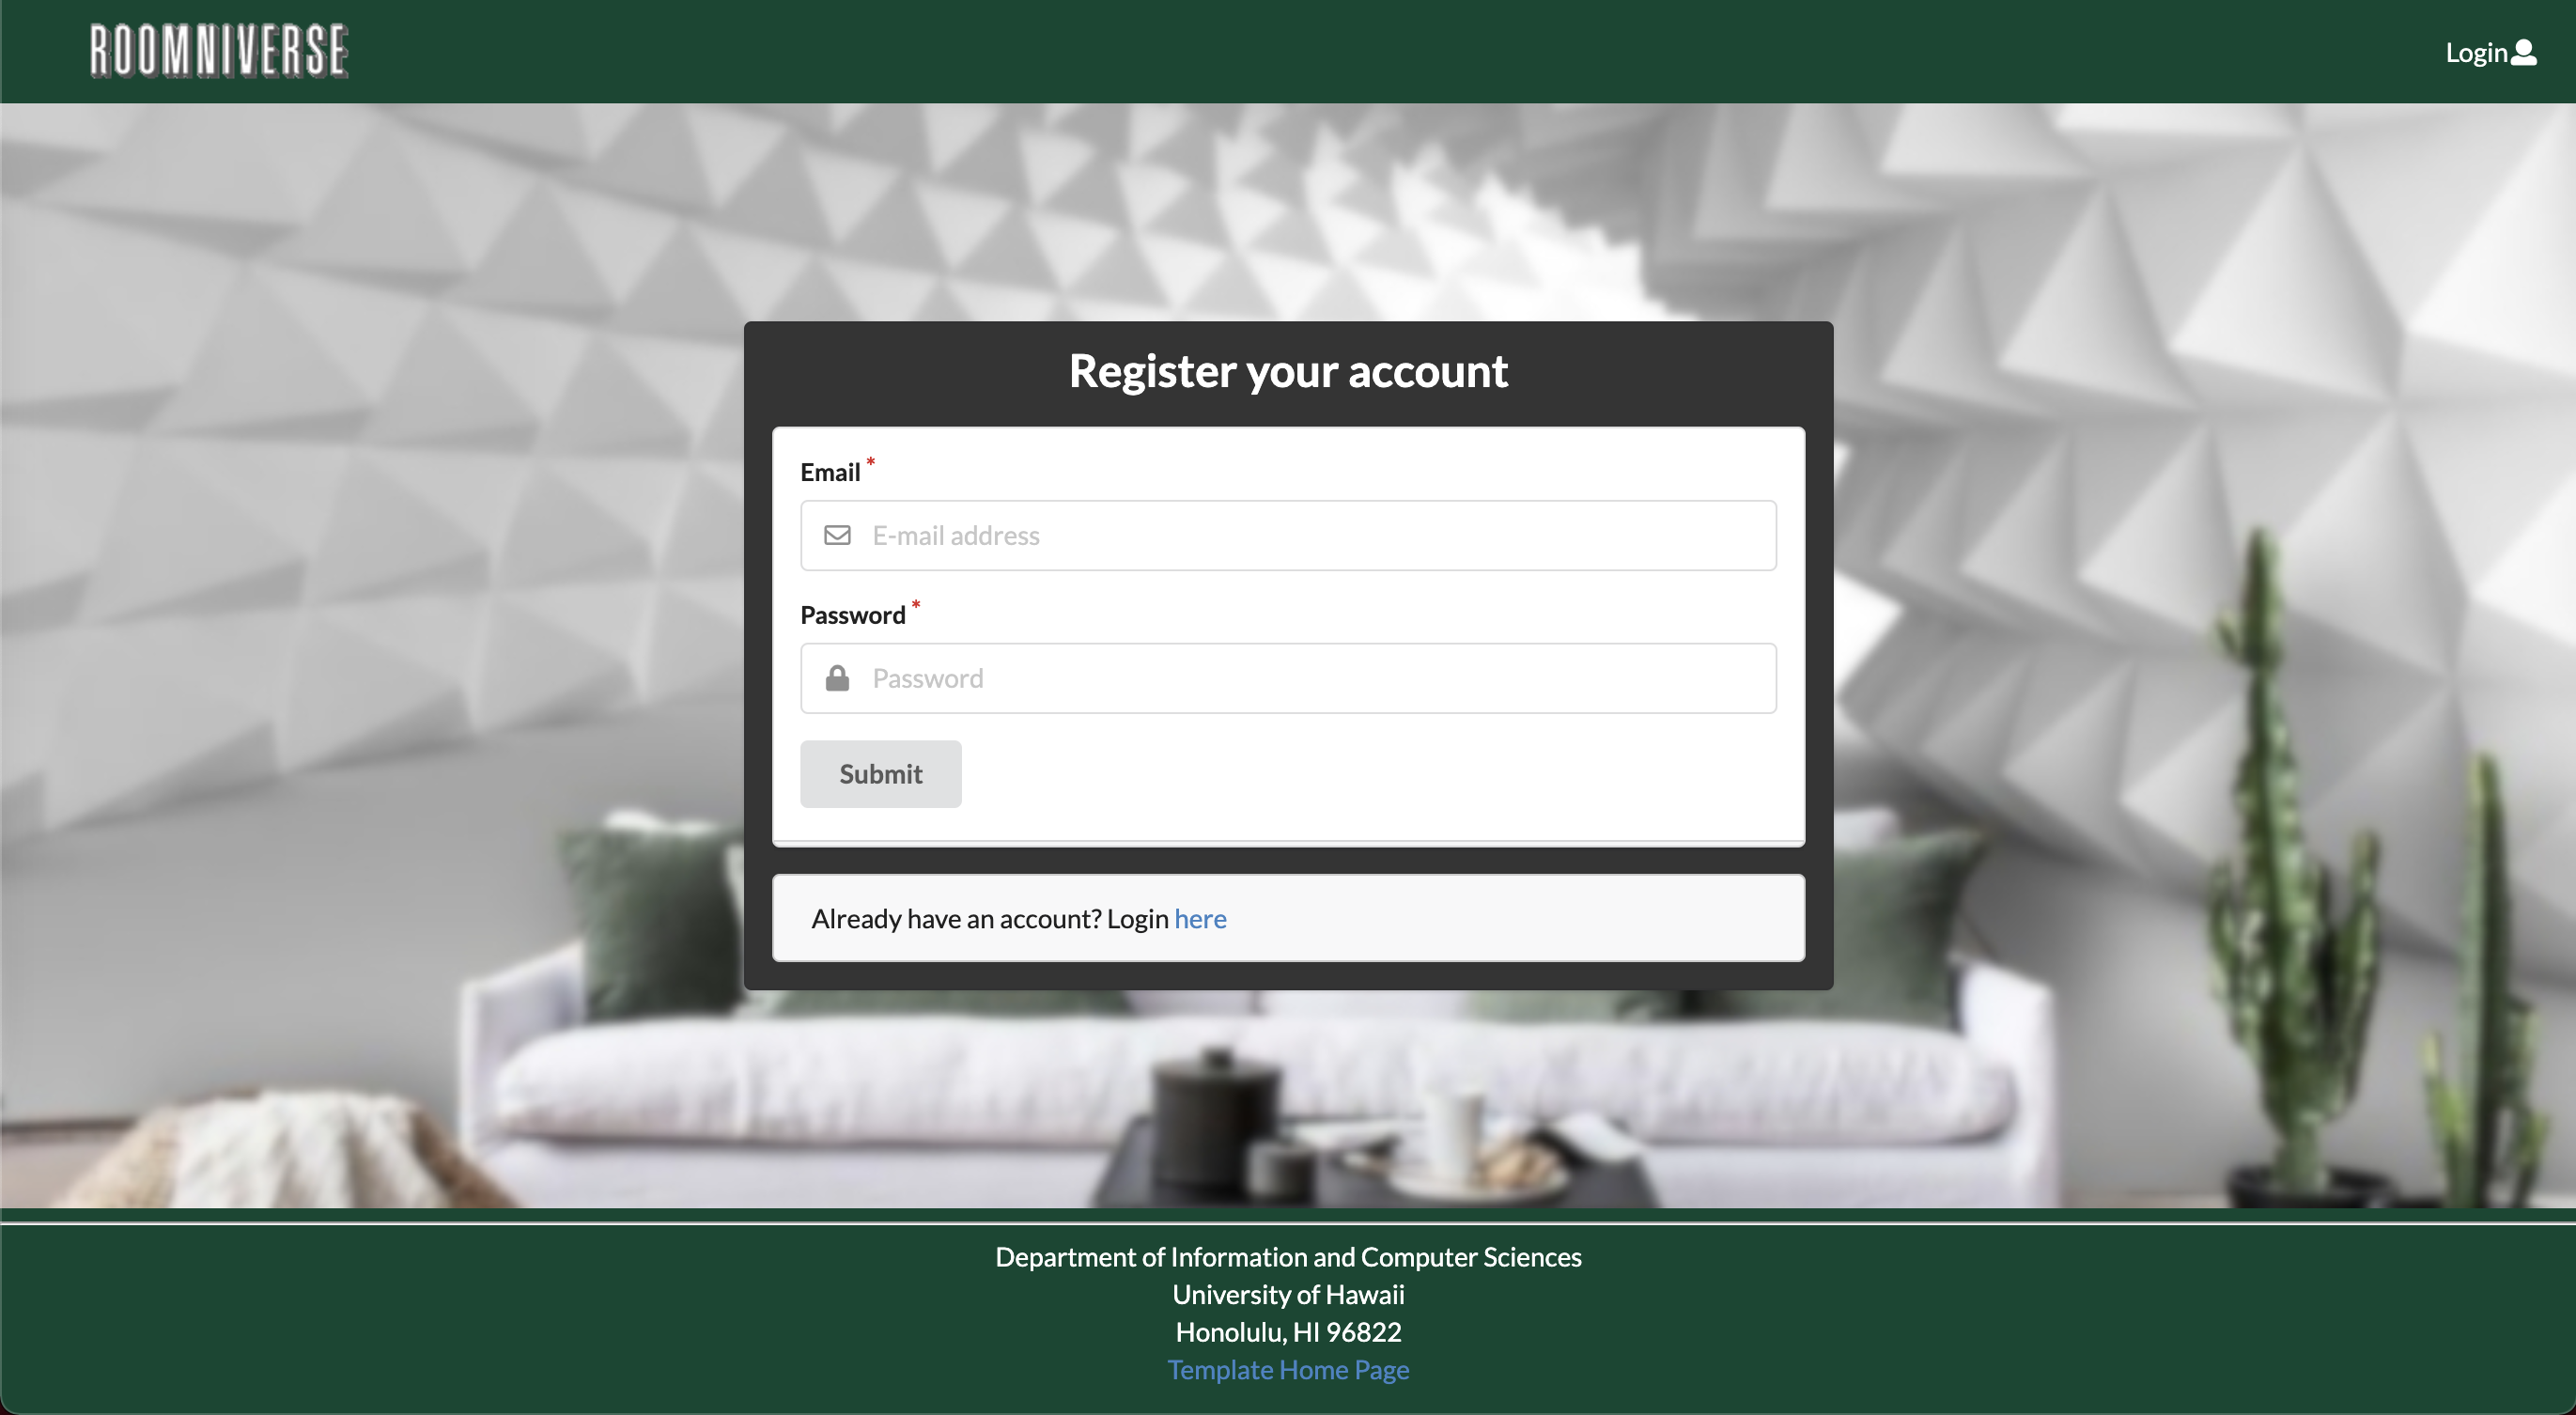 ROOMNIVERSE
Login
Register your account
Email *
E-mail address
Password *
Password
Submit
Already have an account? Login here
Department of Information and Computer Sciences
University of Hawaii
Honolulu, HI 96822
Template Home Page